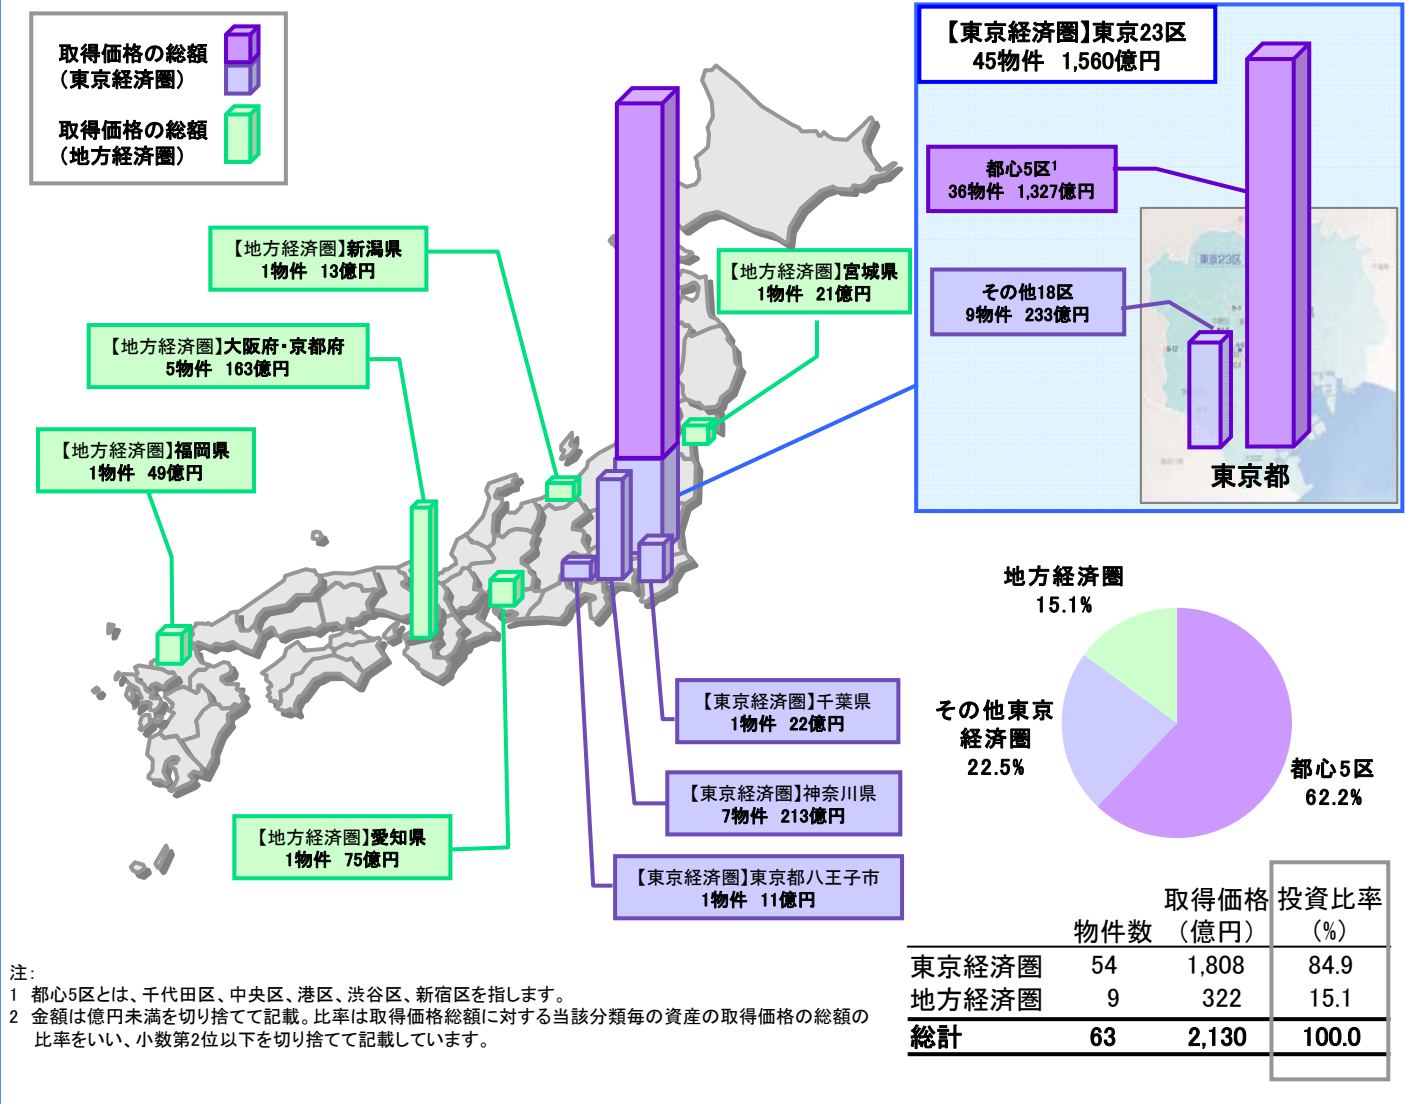 取得価格の総額
（東京経済圏）
取得価格の総額
（地方経済圏）
【東京経済圏】東京23区
45物件 1,560億円
都心5区1
36物件 1,327億円
その他18区
9物件 233億円
東京23区
東京都
【地方経済圏】新潟県
1物件 13億円
【地方経済圏】宮城県
1物件 21億円
【地方経済圏】大阪府・京都府
5物件 163億円
【地方経済圏】福岡県
1物件 49億円
【東京経済圏】千葉県
1物件 22億円
【東京経済圏】神奈川県
7物件 213億円
【地方経済圏】愛知県
1物件 75億円
【東京経済圏】東京都八王子市
1物件 11億円
地方経済圏
15.1%
その他東京
経済圏
22.5%
都心5区
62.2%
物件数 取得価格（億円） 投資比率（%）
東京経済圏 54 1,808 84.9
地方経済圏 9 322 15.1
総計 63 2,130 100.0
注：
1 都心5区とは、千代田区、中央区、港区、渋谷区、新宿区を指します。
2 金額は億円未満を切り捨てて記載。比率は取得価格総額に対する当該分類毎の資産の取得価格の総額の
比率をいい、小数第2位以下を切り捨てて記載しています。